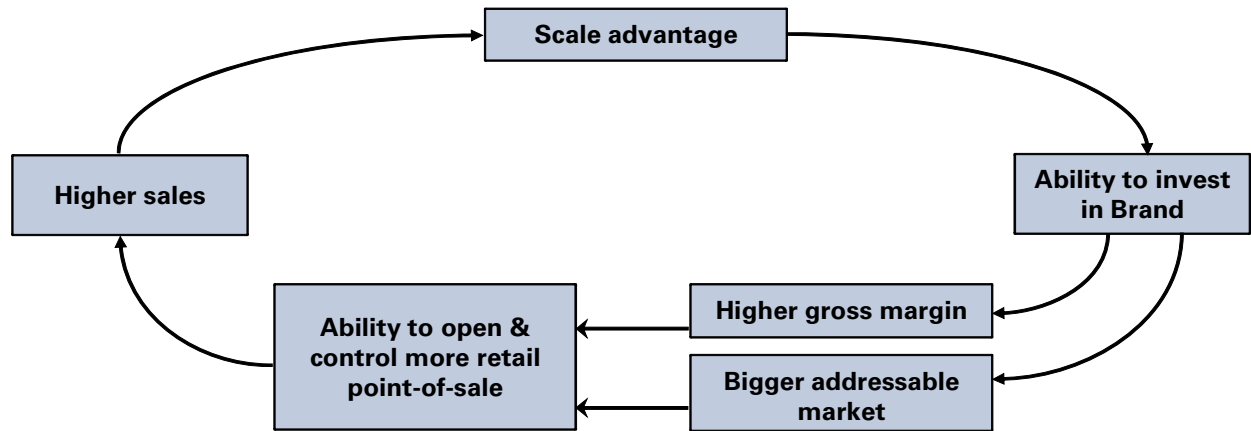 Scale advantage
Higher sales
Ability to invest
in Brand
Ability to open &
control more retail
point-of-sale
Higher gross margin
Bigger addressable
market